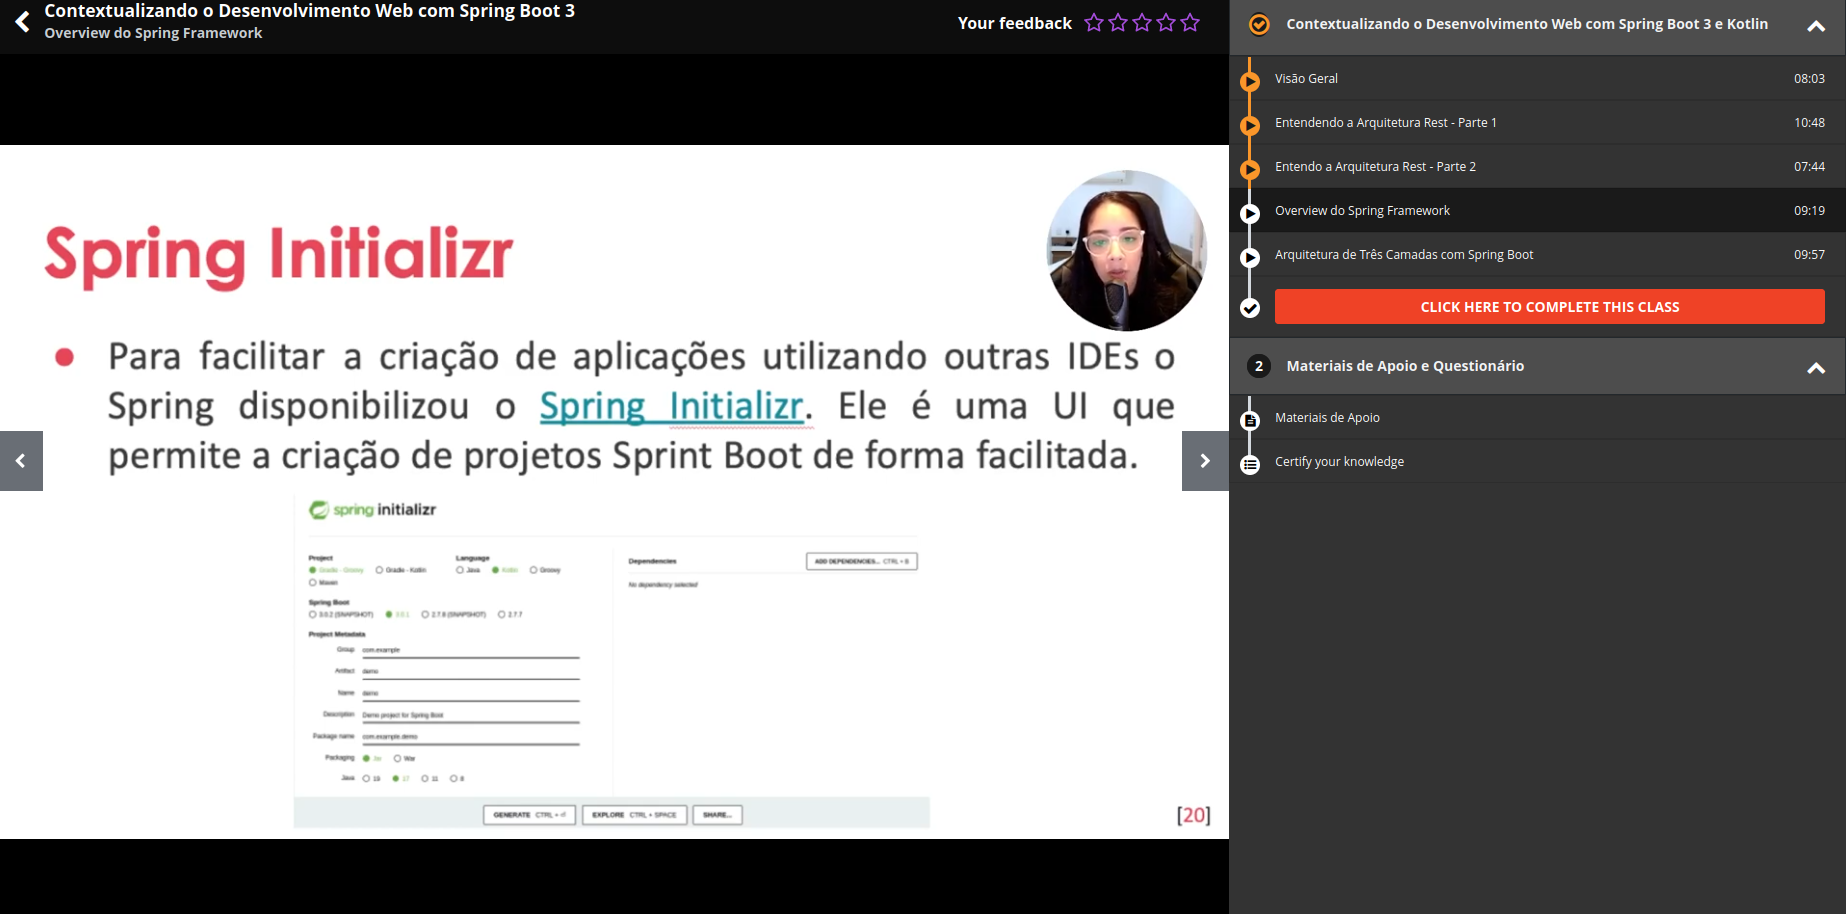 Contextualizando o Desenvolvimento Web com Spring Boot 3
Overview do Spring Framework
Your feedback
Spring Initializr
Para facilitar a criação de aplicações utilizando outras IDEs o
Spring disponibilizou o Spring Initializr. Ele é uma UI que
permite a criação de projetos Sprint Boot de forma facilitada.
spring initializr
Project
Language
Gradle - Groovy
Gradle - Kotlin
Java
Kotlin
Groovy
Maven
Spring Boot
3.0.2 (SNAPSHOT)
3.0.1
2.7.8 (SNAPSHOT)
2.7.7
Project Metadata
Group com.example
Artifact demo
Name demo
Description Demo project for Spring Boot
Package name com.example.demo
Packaging Jar War
Java 19 17 11 8
Dependencies
ADD DEPENDENCIES... CTRL + B
No dependency selected
GENERATE CTRL + ⏎
EXPLORE CTRL + SPACE
SHARE...
[20]
Contextualizando o Desenvolvimento Web com Spring Boot 3 e Kotlin
Visão Geral 08:03
Entendendo a Arquitetura Rest - Parte 1 10:48
Entendo a Arquitetura Rest - Parte 2 07:44
Overview do Spring Framework 09:19
Arquitetura de Três Camadas com Spring Boot 09:57
CLICK HERE TO COMPLETE THIS CLASS
2 Materiais de Apoio e Questionário
Materiais de Apoio
Certify your knowledge